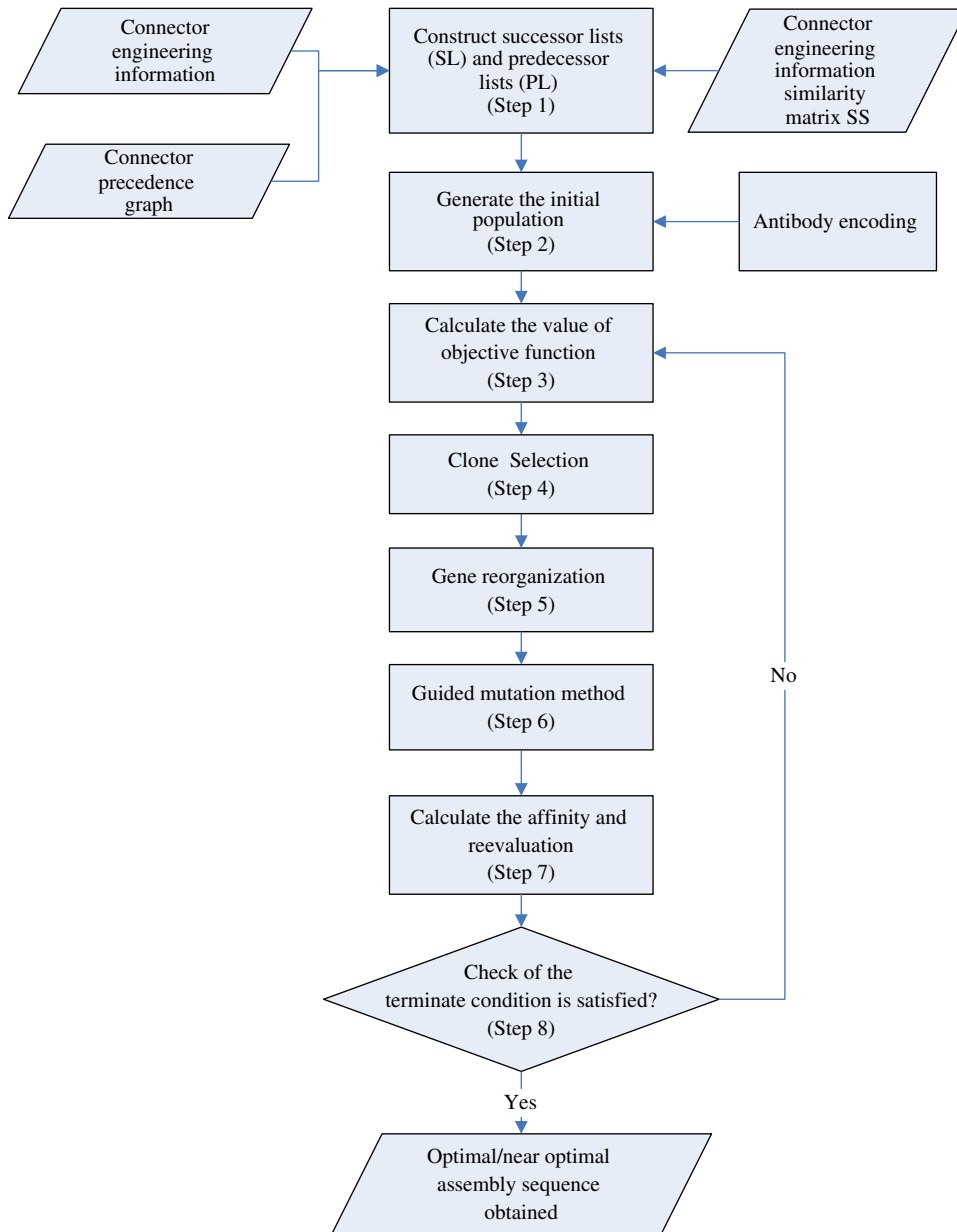 Connector
engineering
information
Construct successor lists
(SL) and predecessor
lists (PL)
(Step 1)
Connector
engineering
information
similarity
matrix SS
Connector
precedence
graph
Generate the initial
population
(Step 2)
Antibody encoding
Calculate the value of
objective function
(Step 3)
Clone Selection
(Step 4)
Gene reorganization
(Step 5)
No
Guided mutation method
(Step 6)
Calculate the affinity and
reevaluation
(Step 7)
Check of the
terminate condition is satisfied?
(Step 8)
Yes
Optimal/near optimal
assembly sequence
obtained